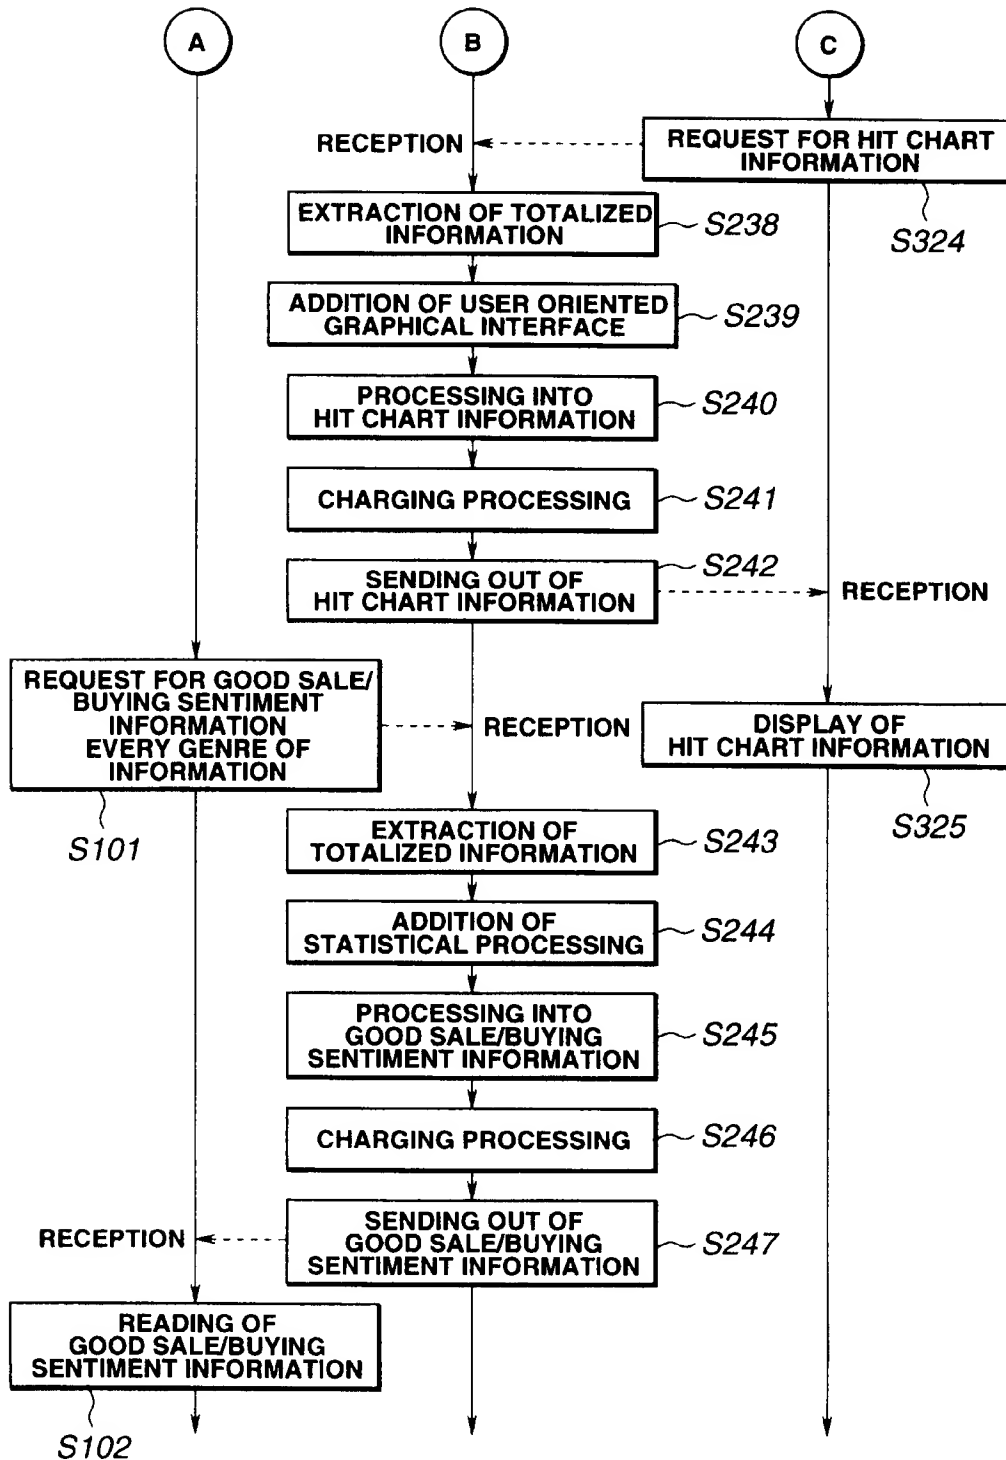 A
B
C
RECEPTION
REQUEST FOR HIT CHART
INFORMATION
S324
EXTRACTION OF TOTALIZED
INFORMATION
S238
ADDITION OF USER ORIENTED
GRAPHICAL INTERFACE
S239
PROCESSING INTO
HIT CHART INFORMATION
S240
CHARGING PROCESSING
S241
SENDING OUT OF
HIT CHART INFORMATION
S242
RECEPTION
REQUEST FOR GOOD SALE/
BUYING SENTIMENT
INFORMATION
EVERY GENRE OF
INFORMATION
S101
RECEPTION
DISPLAY OF
HIT CHART INFORMATION
S325
EXTRACTION OF
TOTALIZED INFORMATION
S243
ADDITION OF
STATISTICAL PROCESSING
S244
PROCESSING INTO
GOOD SALE/BUYING
SENTIMENT INFORMATION
S245
CHARGING PROCESSING
S246
SENDING OUT OF
GOOD SALE/BUYING
SENTIMENT INFORMATION
S247
RECEPTION
READING OF
GOOD SALE/BUYING
SENTIMENT INFORMATION
S102